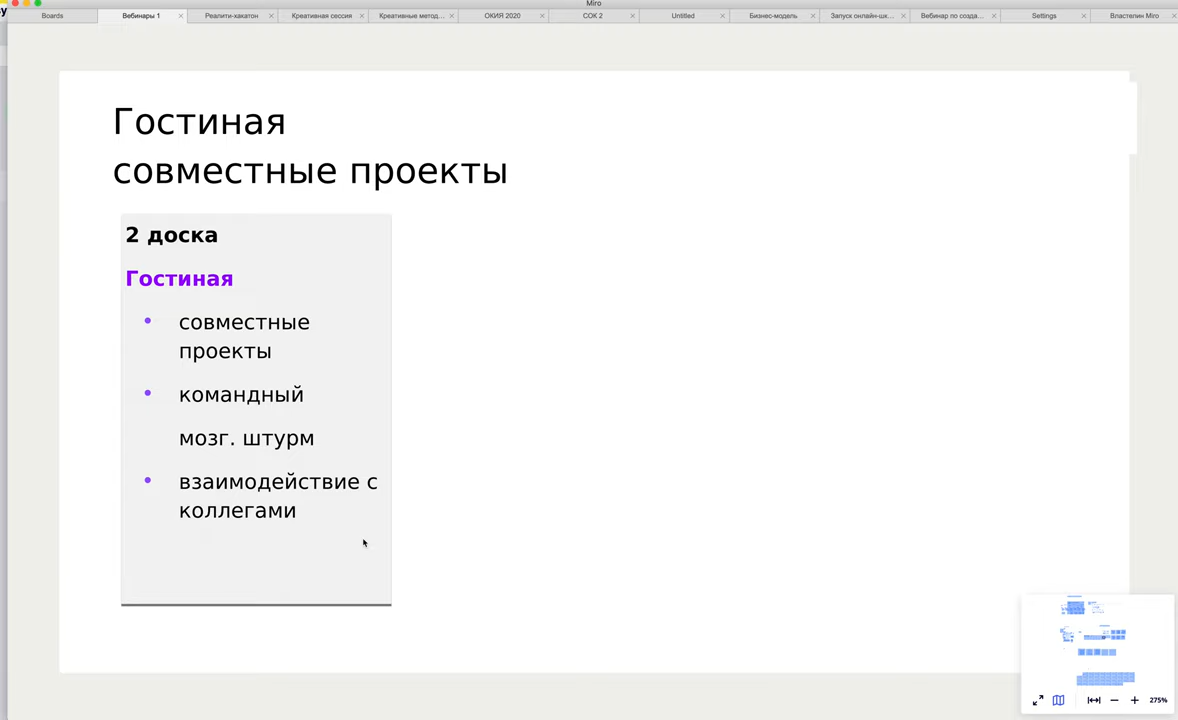 Miro
Boards
Вебинары 1
Реалити-хакатон
Креативная сессия
Креативные метод...
ОКИЯ 2020
СОК 2
Untitled
Бизнес-модель
Запуск онлайн-шк...
Вебинар по созда...
Settings
Властелин Miro
Гостиная
совместные проекты
2 доска
Гостиная
• совместные
проекты
• командный
мозг. штурм
• взаимодействие с
коллегами
275%